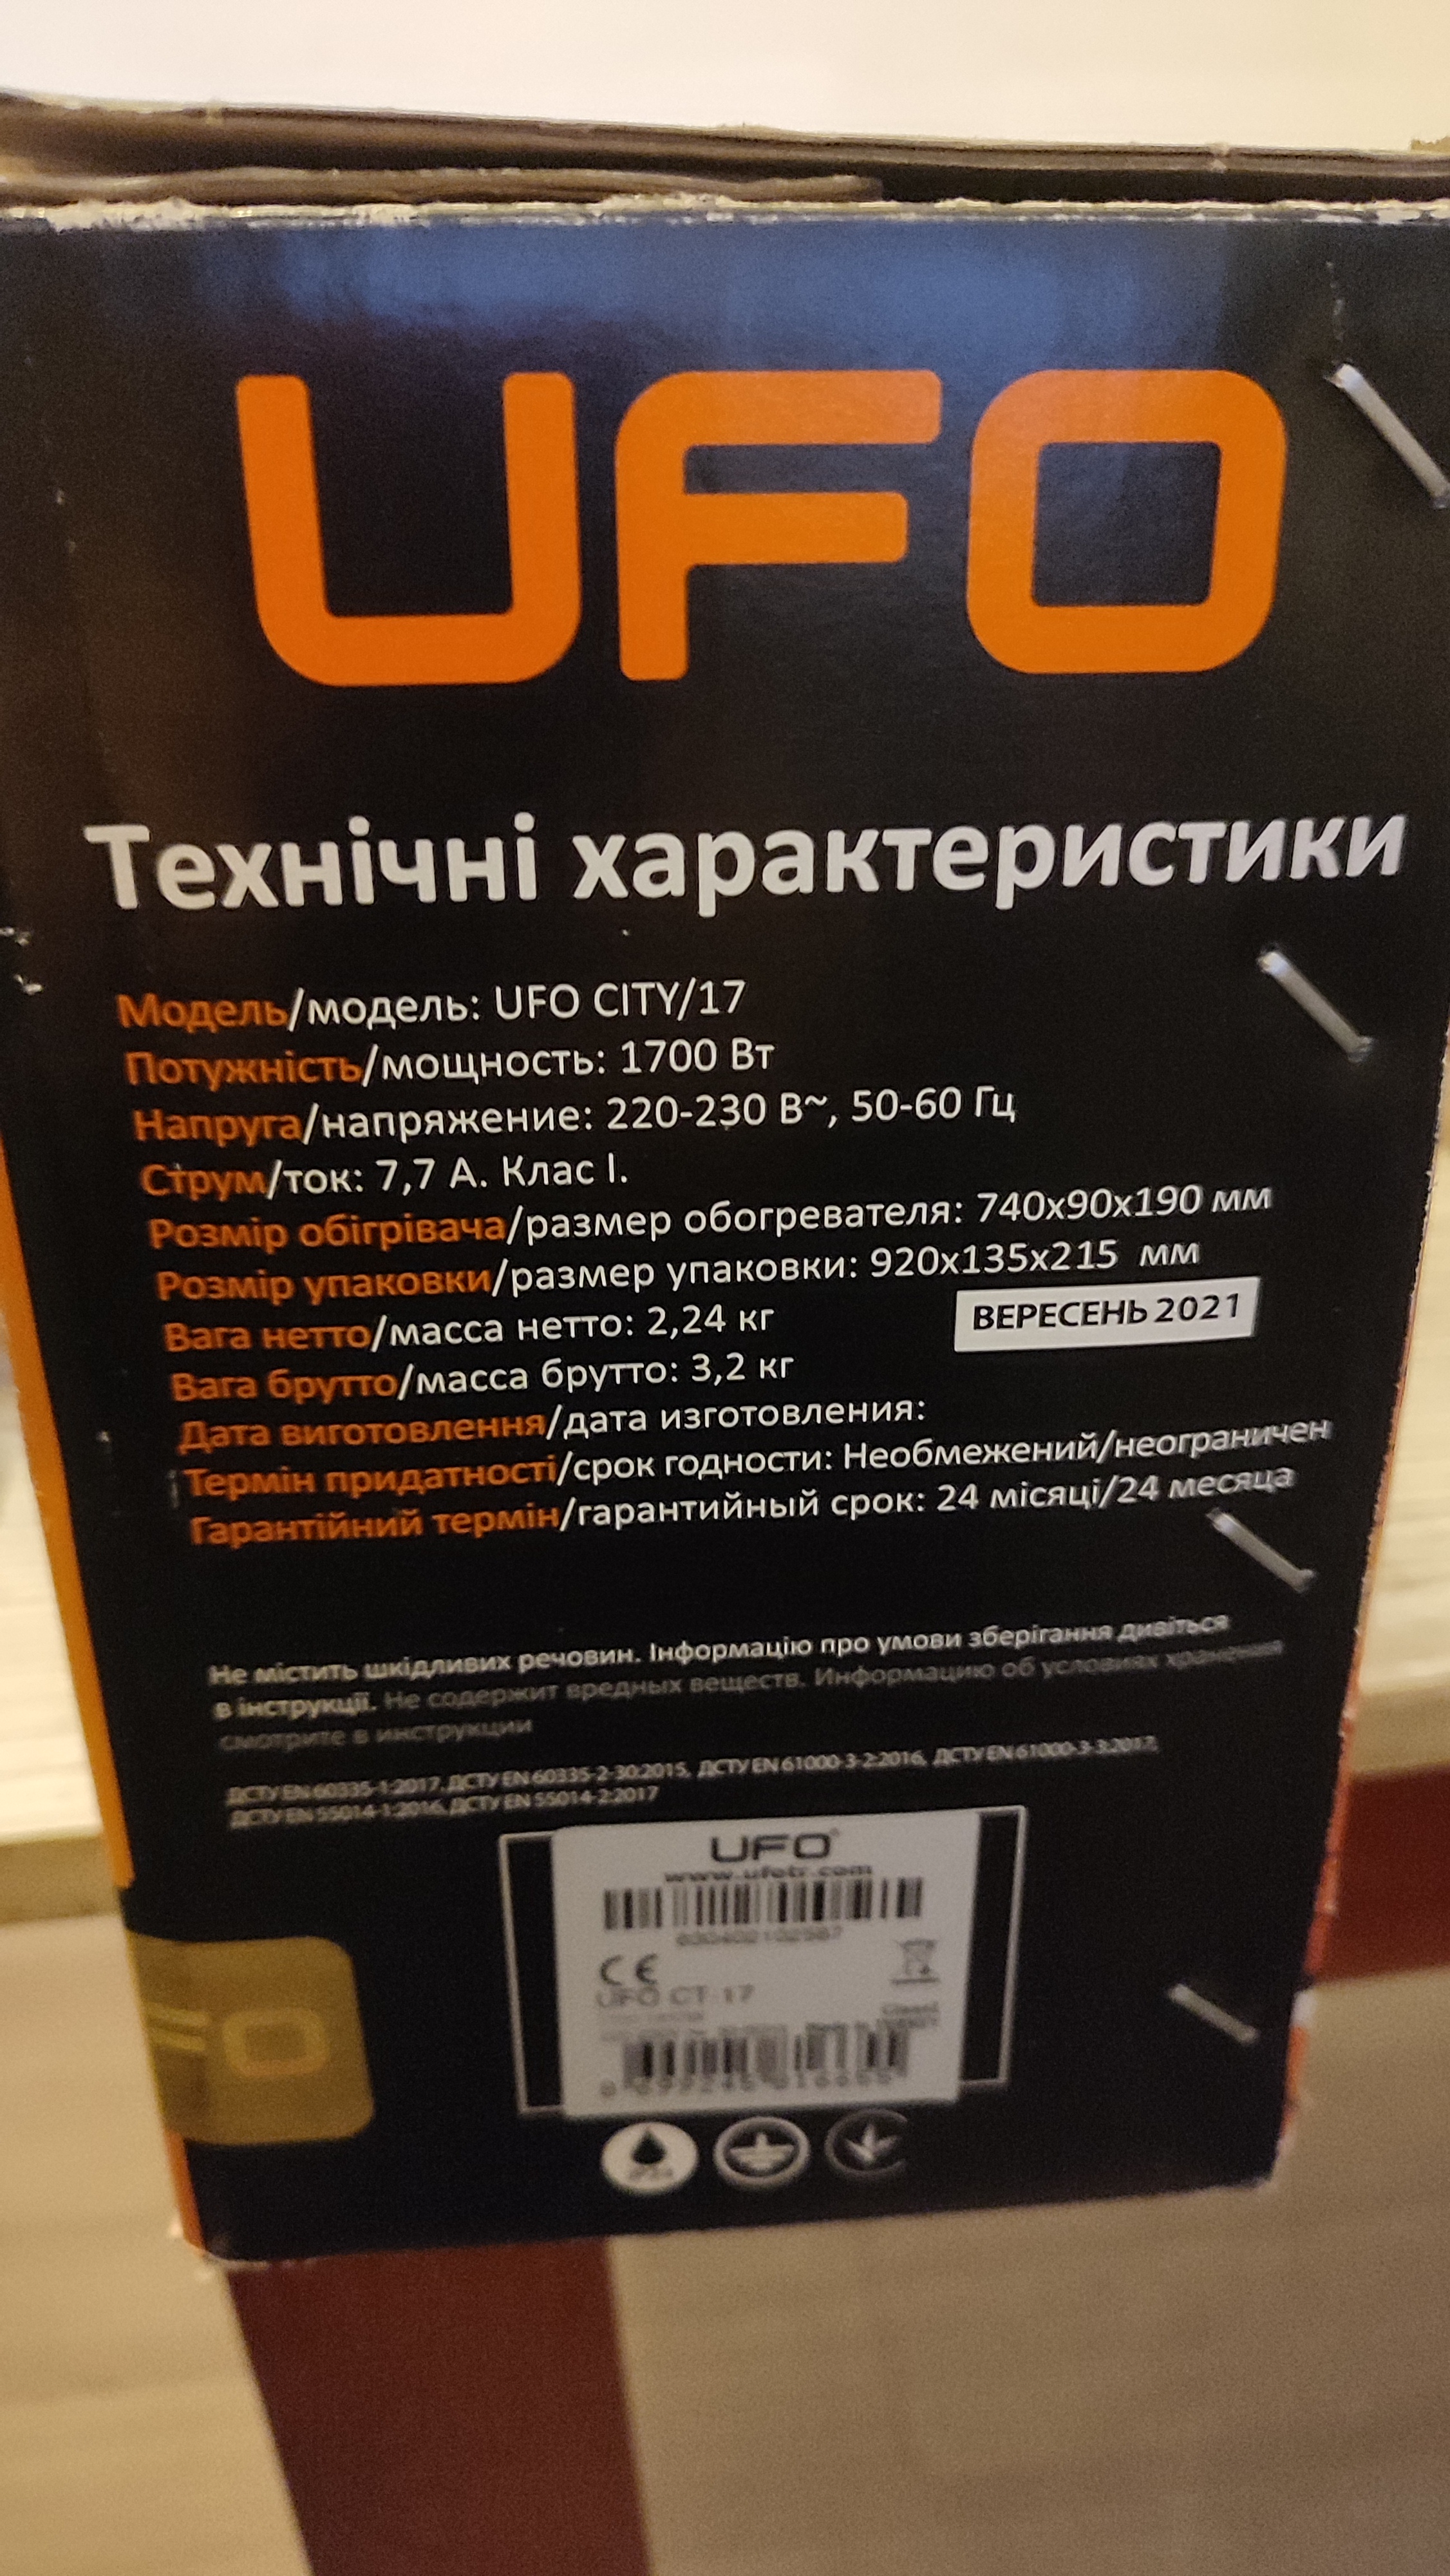 UFO
Технічні характеристики
Модель/модель: UFO CITY/17
Потужність/мощность: 1700 Вт
Напруга/напряжение: 220-230 В~, 50-60 Гц
Струм/ток: 7,7 А. Клас I.
Розмір обігрівача/размер обогревателя: 740х90х190 мм
Розмір упаковки/размер упаковки: 920х135х215 мм
Вага нетто/масса нетто: 2,24 кг
ВЕРЕСЕНЬ 2021
Вага брутто/масса брутто: 3,2 кг
Дата виготовлення/дата изготовления:
Термін придатності/срок годности: Необмежений/неограничен
Гарантійний термін/гарантийный срок: 24 місяці/24 месяца
Не містить шкідливих речовин. Інформацію про умови зберігання дивіться
в інструкції. Не содержит вредных веществ. Информацию об условиях хранения
смотрите в инструкции
ДСТУ EN 60335-1:2017, ДСТУ EN 60335-2-30:2015, ДСТУ EN 61000-3-2:2016, ДСТУ EN 61000-3-3:2017,
ДСТУ EN 55014-1:2016, ДСТУ EN 55014-2:2017
UFO
www.ufotr.com
CE
UFO CT 17